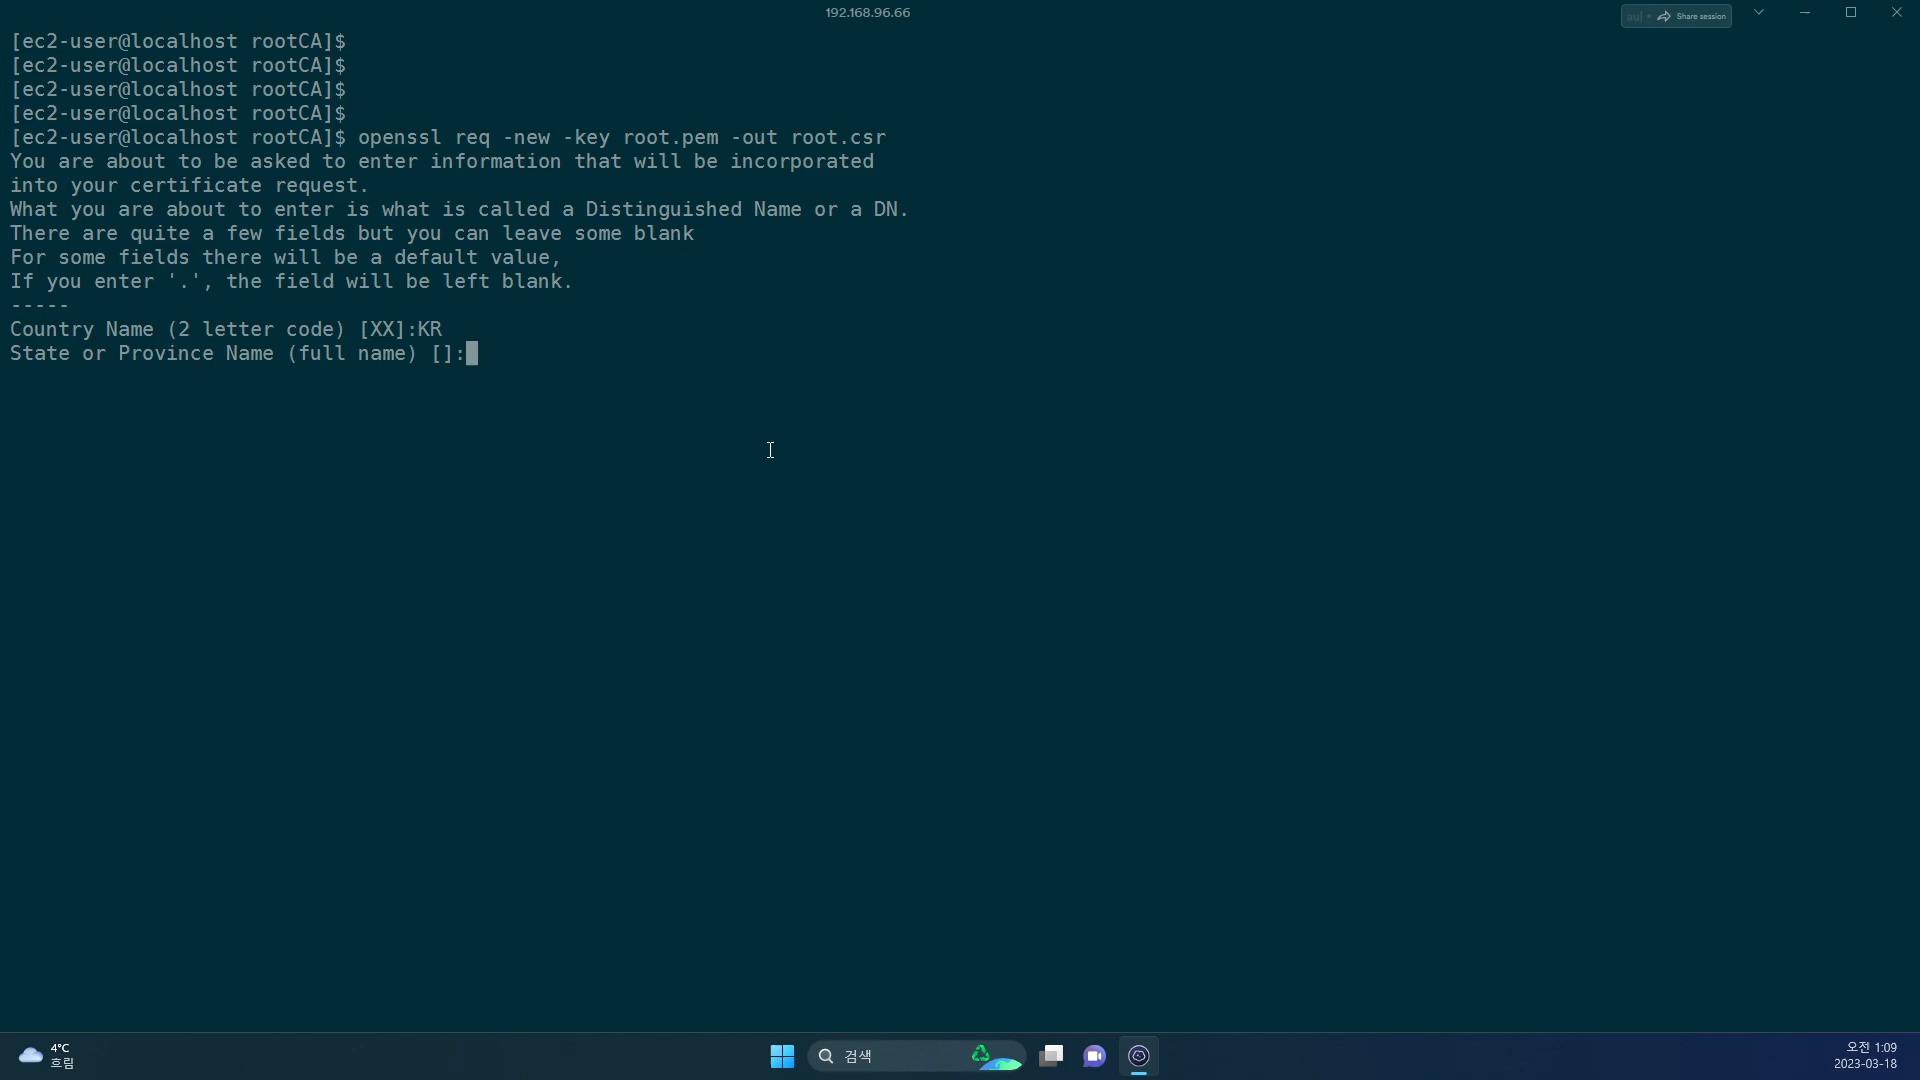 192.168.96.66
Share session
[ec2-user@localhost rootCA]$
[ec2-user@localhost rootCA]$
[ec2-user@localhost rootCA]$
[ec2-user@localhost rootCA]$
[ec2-user@localhost rootCA]$ openssl req -new -key root.pem -out root.csr
You are about to be asked to enter information that will be incorporated
into your certificate request.
What you are about to enter is what is called a Distinguished Name or a DN.
There are quite a few fields but you can leave some blank
For some fields there will be a default value,
If you enter '.', the field will be left blank.
-----
Country Name (2 letter code) [XX]:KR
State or Province Name (full name) []:
4°C
흐림
검색
오전 1:09
2023-03-18